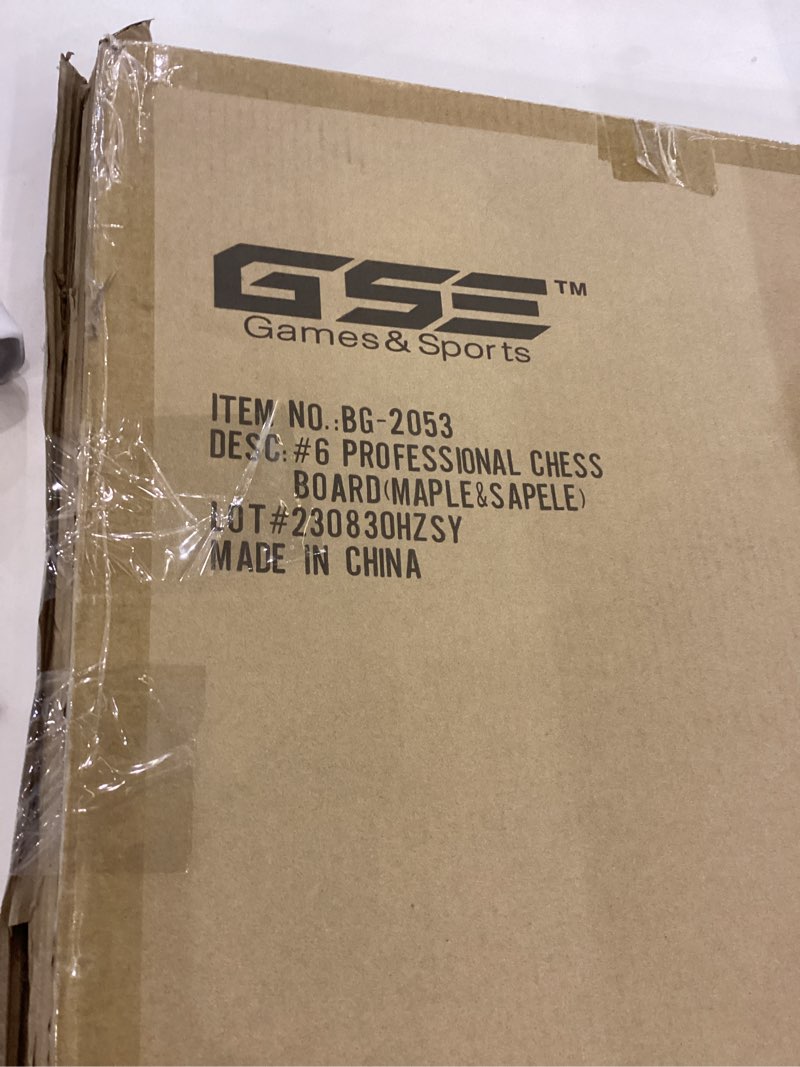 GSE™
Games & Sports
ITEM NO.:BG-2053
DESC:#6 PROFESSIONAL CHESS
BOARD(MAPLE&SAPELE)
LOT#230830HZSY
MADE IN CHINA